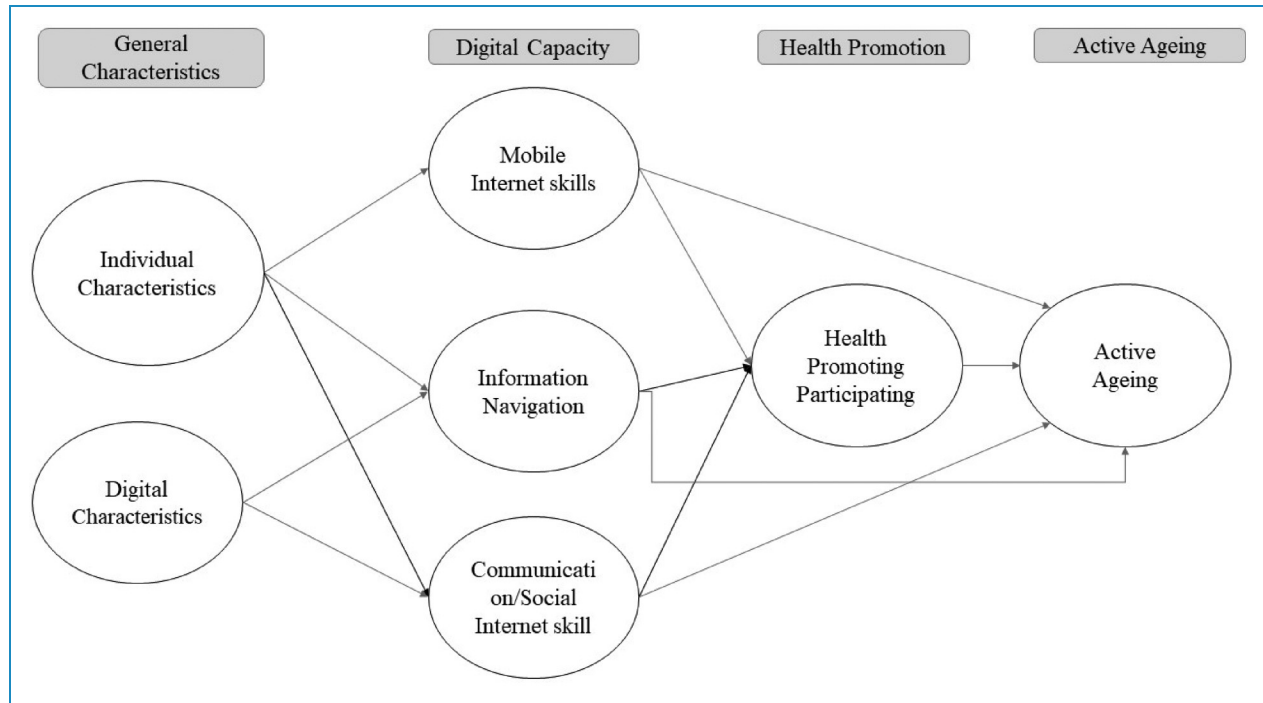 General
Characteristics
Digital Capacity
Health Promotion
Active Ageing
Mobile
Internet skills
Individual
Characteristics
Information
Navigation
Health
Promoting
Participating
Active
Ageing
Digital
Characteristics
Communicati
on/Social
Internet skill